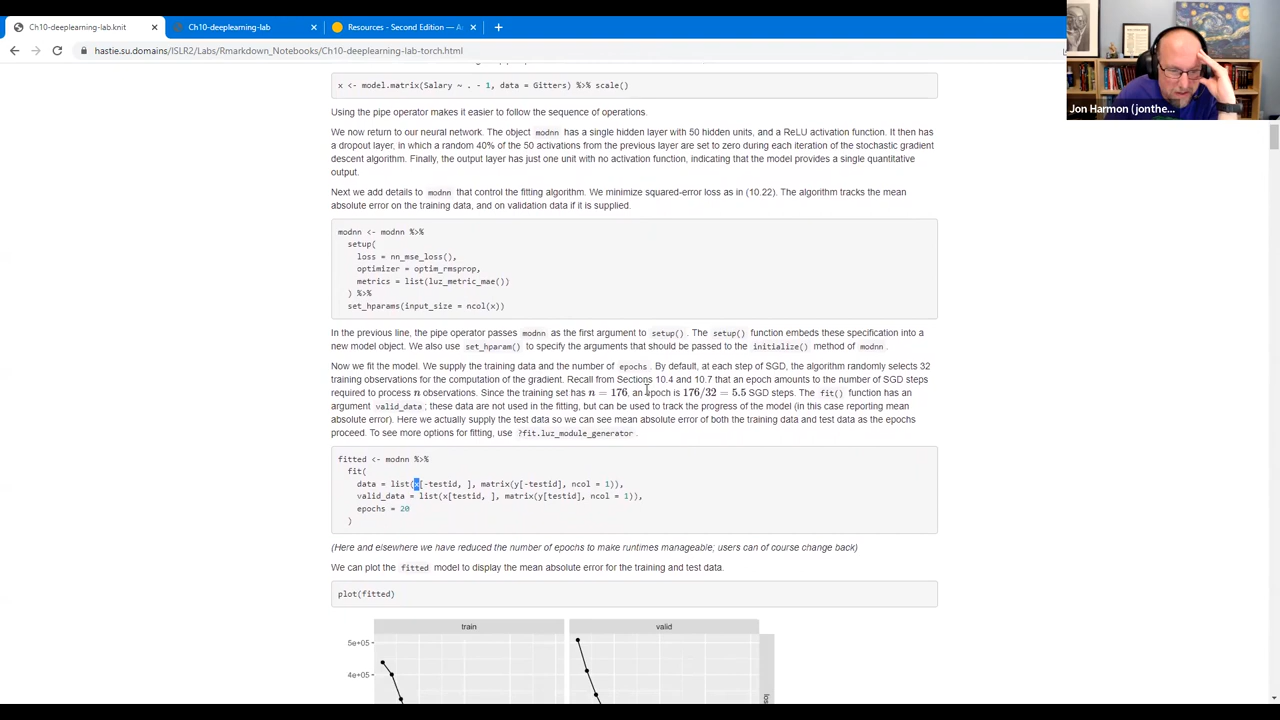 Ch10-deeplearning-lab.knit
Ch10-deeplearning-lab
Resources - Second Edition — A
hastie.su.domains/ISLR2/Labs/Rmarkdown_Notebooks/Ch10-deeplearning-lab-torch.html
Jon Harmon (jonthe...
x <- model.matrix(Salary ~ . - 1, data = Gitters) %>% scale()
Using the pipe operator makes it easier to follow the sequence of operations.
We now return to our neural network. The object modnn has a single hidden layer with 50 hidden units, and a ReLU activation function. It then has
a dropout layer, in which a random 40% of the 50 activations from the previous layer are set to zero during each iteration of the stochastic gradient
descent algorithm. Finally, the output layer has just one unit with no activation function, indicating that the model provides a single quantitative
output.
Next we add details to modnn that control the fitting algorithm. We minimize squared-error loss as in (10.22). The algorithm tracks the mean
absolute error on the training data, and on validation data if it is supplied.
modnn <- modnn %>%
setup(
loss = nn_mse_loss(),
optimizer = optim_rmsprop,
metrics = list(luz_metric_mae())
) %>%
set_hparams(input_size = ncol(x))
In the previous line, the pipe operator passes modnn as the first argument to setup(). The setup() function embeds these specification into a
new model object. We also use set_hparam() to specify the arguments that should be passed to the initialize() method of modnn.
Now we fit the model. We supply the training data and the number of epochs. By default, at each step of SGD, the algorithm randomly selects 32
training observations for the computation of the gradient. Recall from Sections 10.4 and 10.7 that an epoch amounts to the number of SGD steps
required to process n observations. Since the training set has n = 176, an epoch is 176/32 = 5.5 SGD steps. The fit() function has an
argument valid_data; these data are not used in the fitting, but can be used to track the progress of the model (in this case reporting mean
absolute error). Here we actually supply the test data so we can see mean absolute error of both the training data and test data as the epochs
proceed. To see more options for fitting, use ?fit.luz_module_generator.
fitted <- modnn %>%
fit(
data = list(x[-testid, ], matrix(y[-testid], ncol = 1)),
valid_data = list(x[testid, ], matrix(y[testid], ncol = 1)),
epochs = 20
)
(Here and elsewhere we have reduced the number of epochs to make runtimes manageable; users can of course change back)
We can plot the fitted model to display the mean absolute error for the training and test data.
plot(fitted)
train valid
5e+05
4e+05